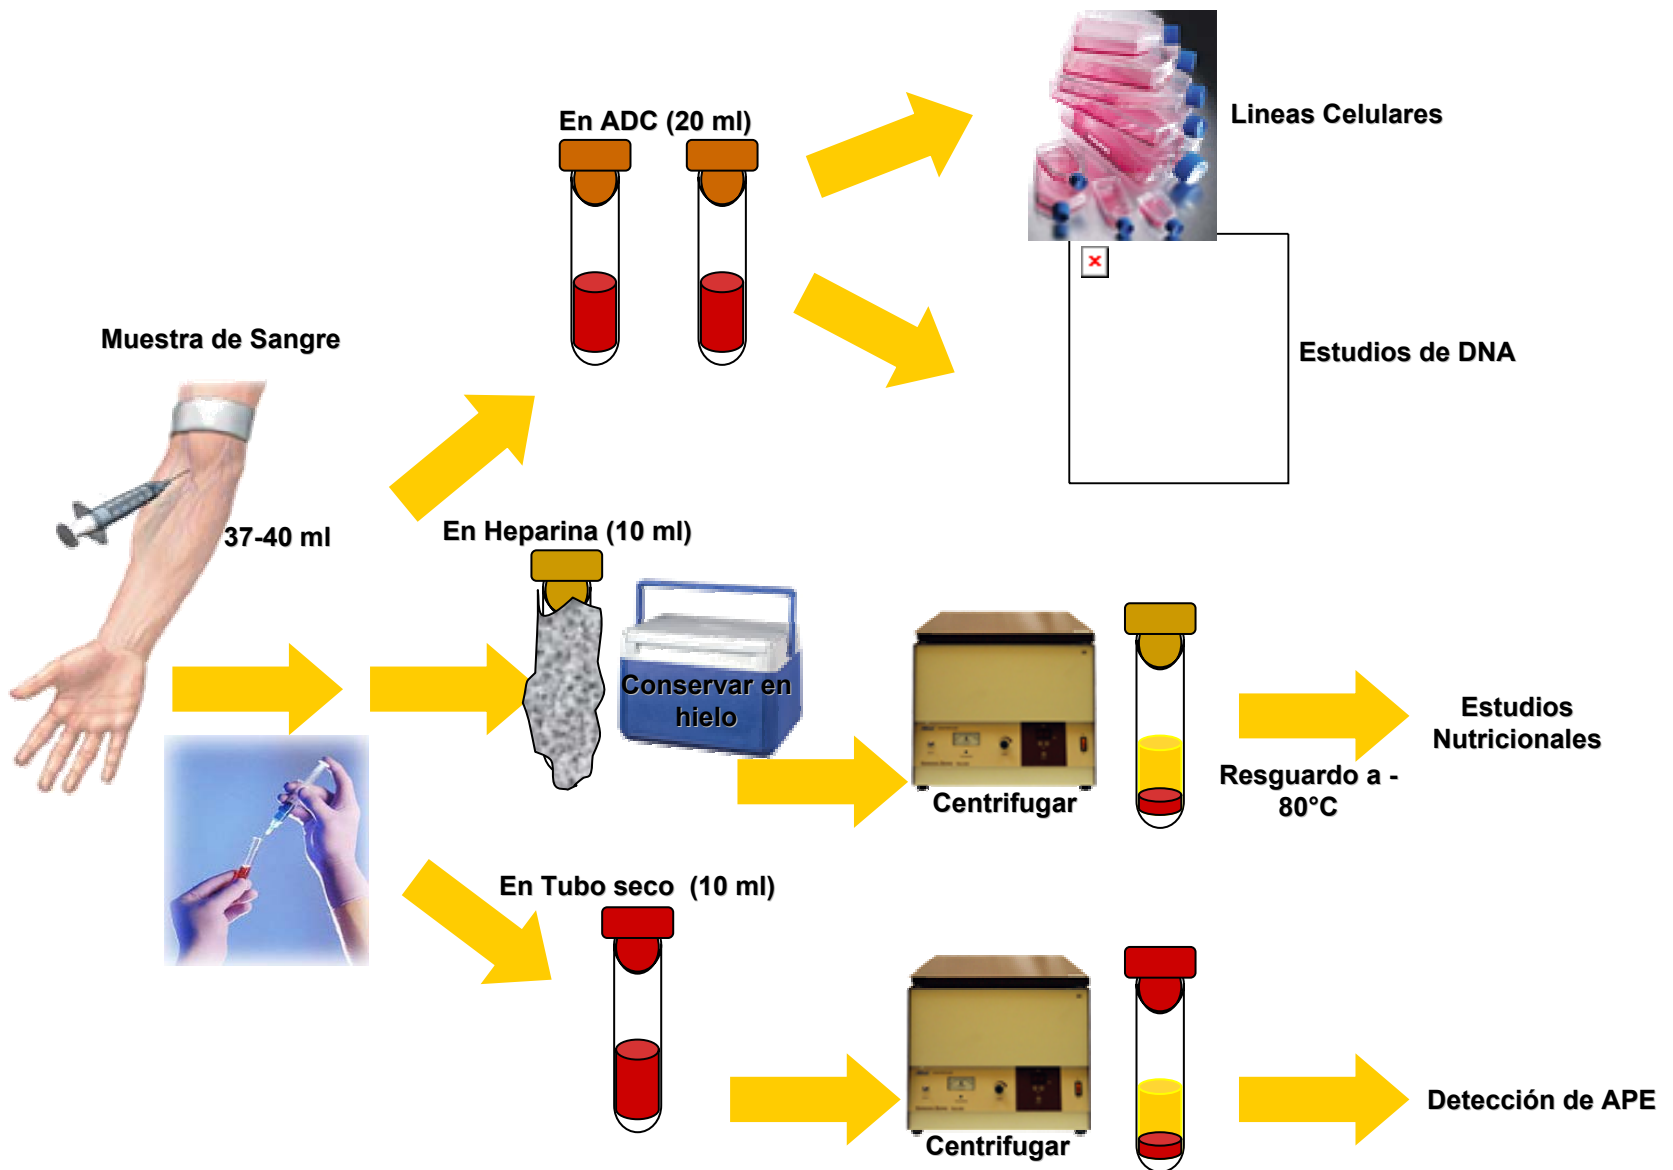 En ADC (20 ml)
Lineas Celulares
Muestra de Sangre
Estudios de DNA
37-40 ml
En Heparina (10 ml)
Conservar en
hielo
Centrifugar
Estudios
Nutricionales
Resguardo a -
80°C
En Tubo seco  (10 ml)
Centrifugar
Detección de APE